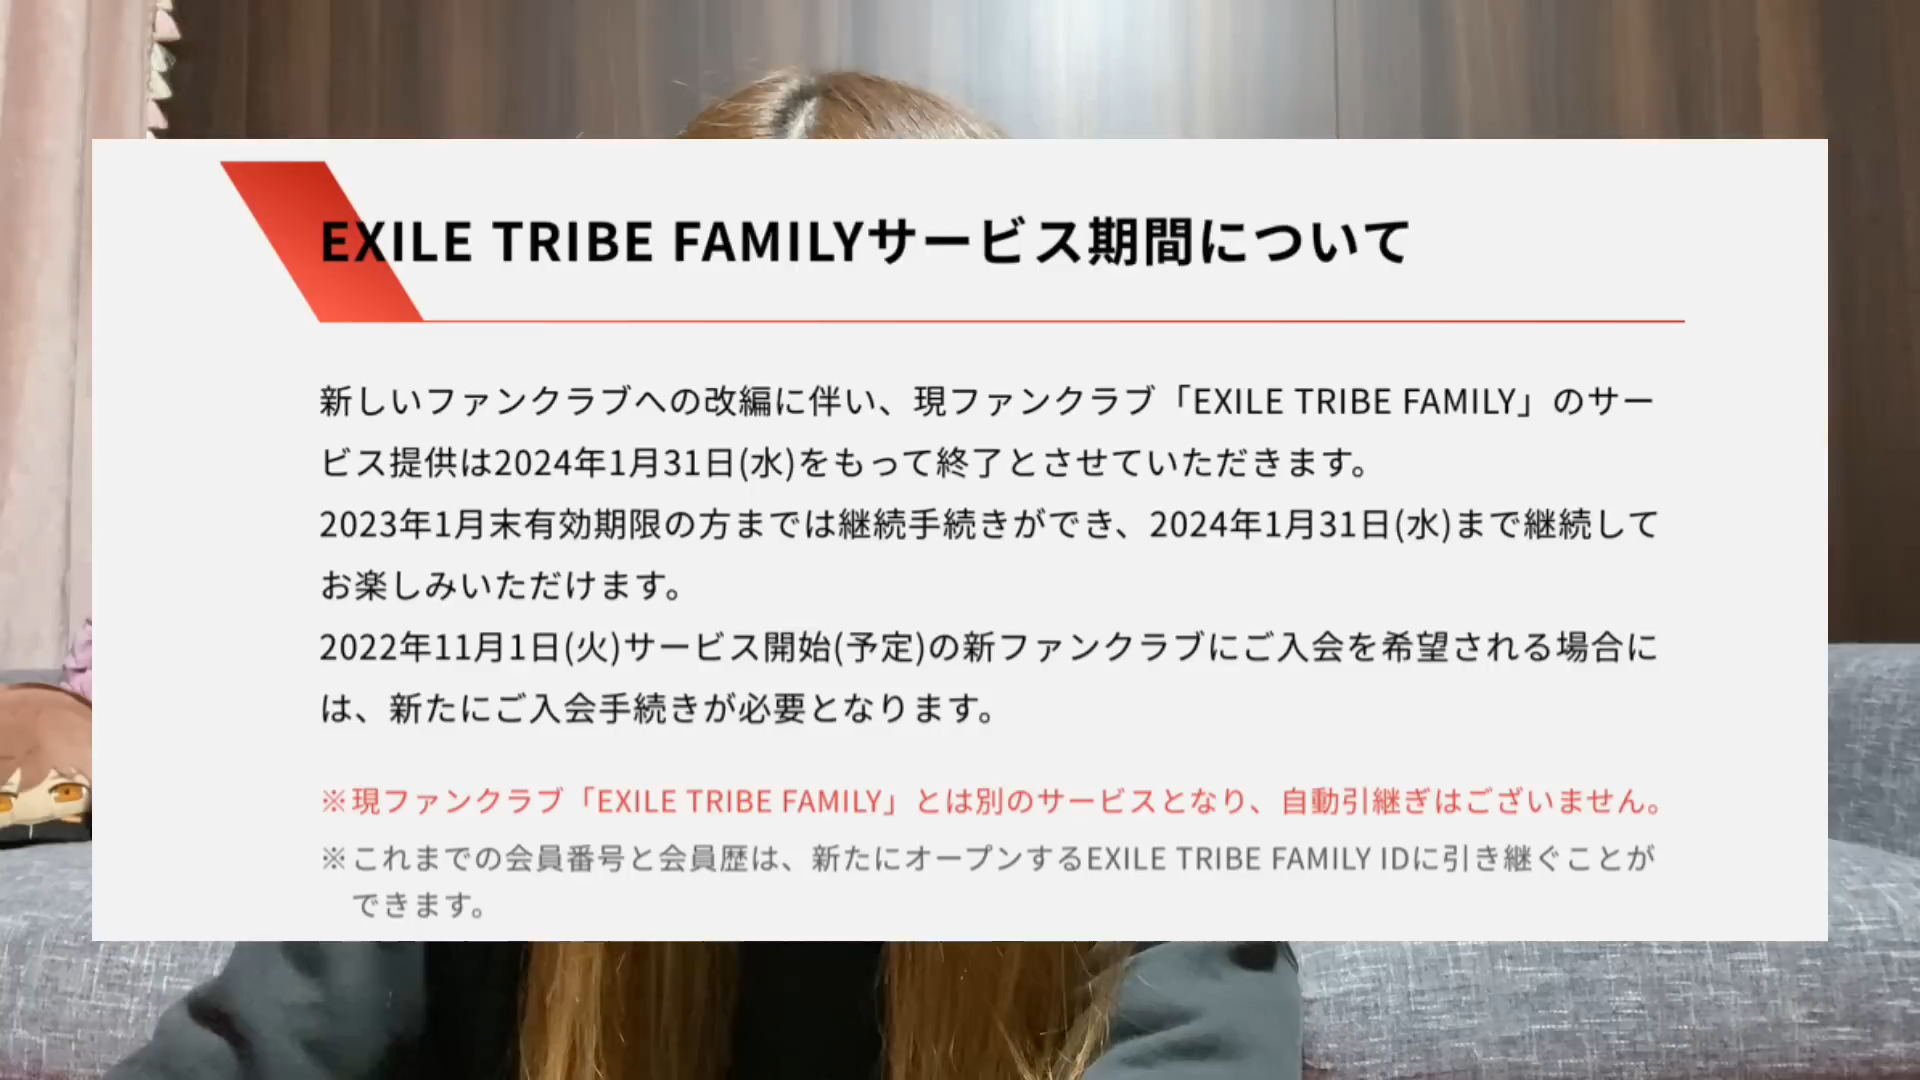 EXILE TRIBE FAMILYサービス期間について
新しいファンクラブへの改編に伴い、現ファンクラブ「EXILE TRIBE FAMILY」のサー
ビス提供は2024年1月31日(水)をもって終了とさせていただきます。
2023年1月末有効期限の方までは継続手続きができ、2024年1月31日(水)まで継続して
お楽しみいただけます。
2022年11月1日(火)サービス開始(予定)の新ファンクラブにご入会を希望される場合に
は、新たにご入会手続きが必要となります。
※現ファンクラブ「EXILE TRIBE FAMILY」とは別のサービスとなり、自動引継ぎはございません。
※これまでの会員番号と会員歴は、新たにオープンするEXILE TRIBE FAMILY IDに引き継ぐことが
できます。